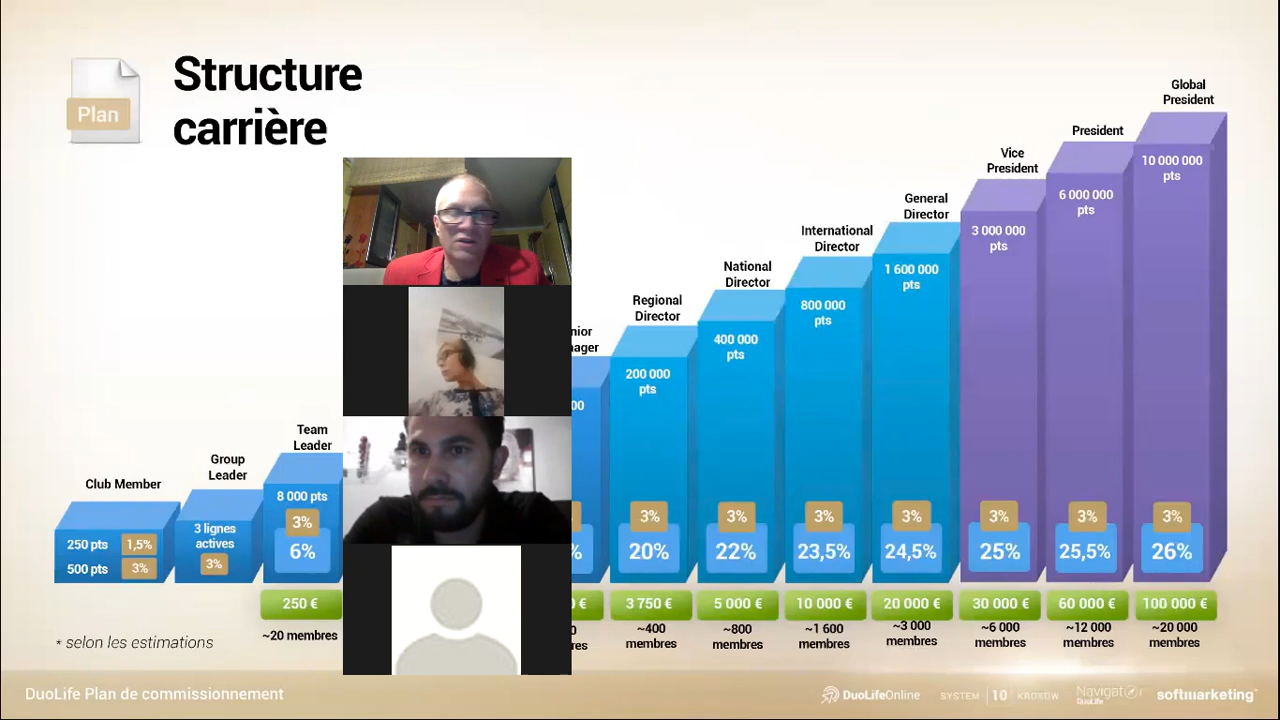 Plan
Structure
carrière
Club Member
250 pts
1,5%
500 pts
3%
Group
Leader
3 lignes
actives
3%
Team
Leader
8 000 pts
3%
6%
250 €
~20 membres
Regional
Director
200 000
pts
3%
20%
3 750 €
~400
membres
National
Director
400 000
pts
3%
22%
5 000 €
~800
membres
International
Director
800 000
pts
3%
23,5%
10 000 €
~1 600
membres
General
Director
1 600 000
pts
3%
24,5%
20 000 €
~3 000
membres
Vice
President
3 000 000
pts
3%
25%
30 000 €
~6 000
membres
President
6 000 000
pts
3%
25,5%
60 000 €
~12 000
membres
Global
President
10 000 000
pts
3%
26%
100 000 €
~20 000
membres
* selon les estimations
DuoLife Plan de commissionnement
DuoLifeOnline
SYSTEM 10 KROKÓW
Navigator
DuoLife
softmarketing